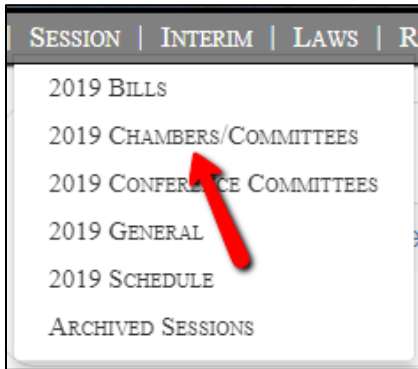 | SESSION | INTERIM | LAWS | R
2019 BILLS
2019 CHAMBERS/COMMITTEES
2019 CONFERENCE COMMITTEES
2019 GENERAL
2019 SCHEDULE
ARCHIVED SESSIONS